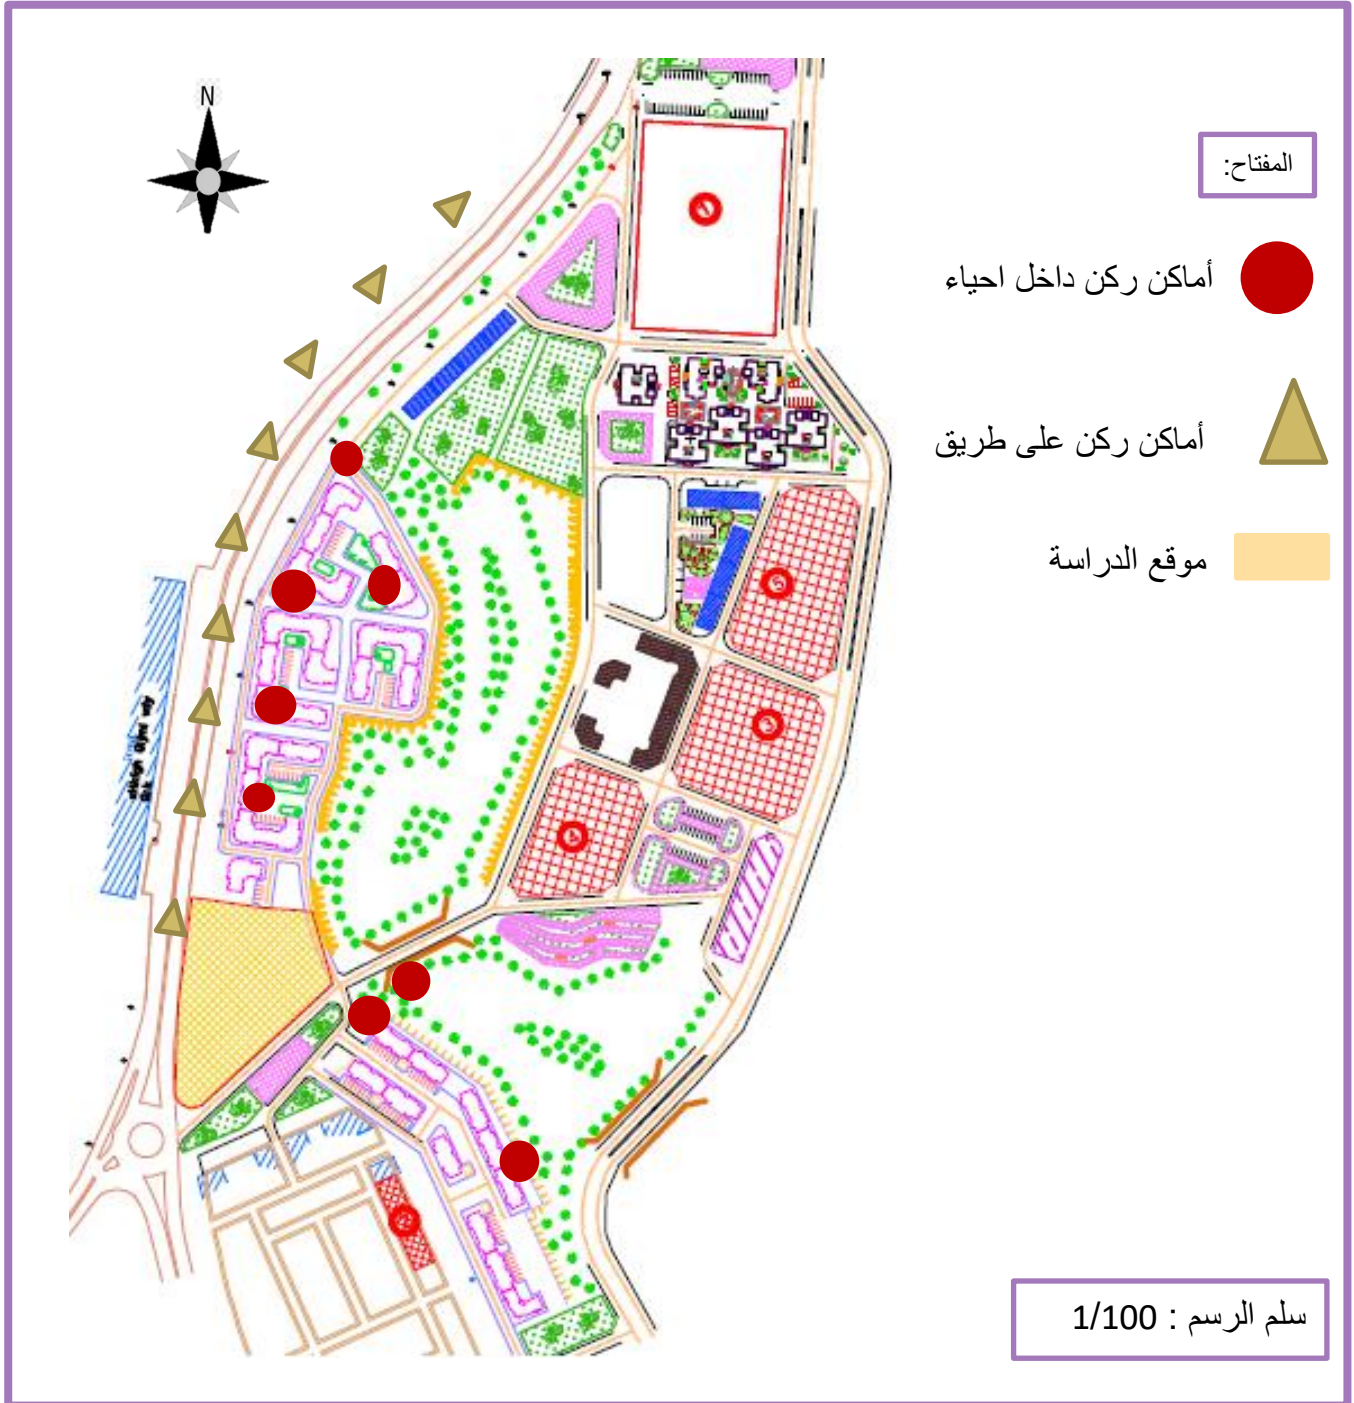 N
المفتاح:
أماكن ركن داخل احياء
أماكن ركن على طريق
موقع الدراسة
سلم الرسم : 1/100